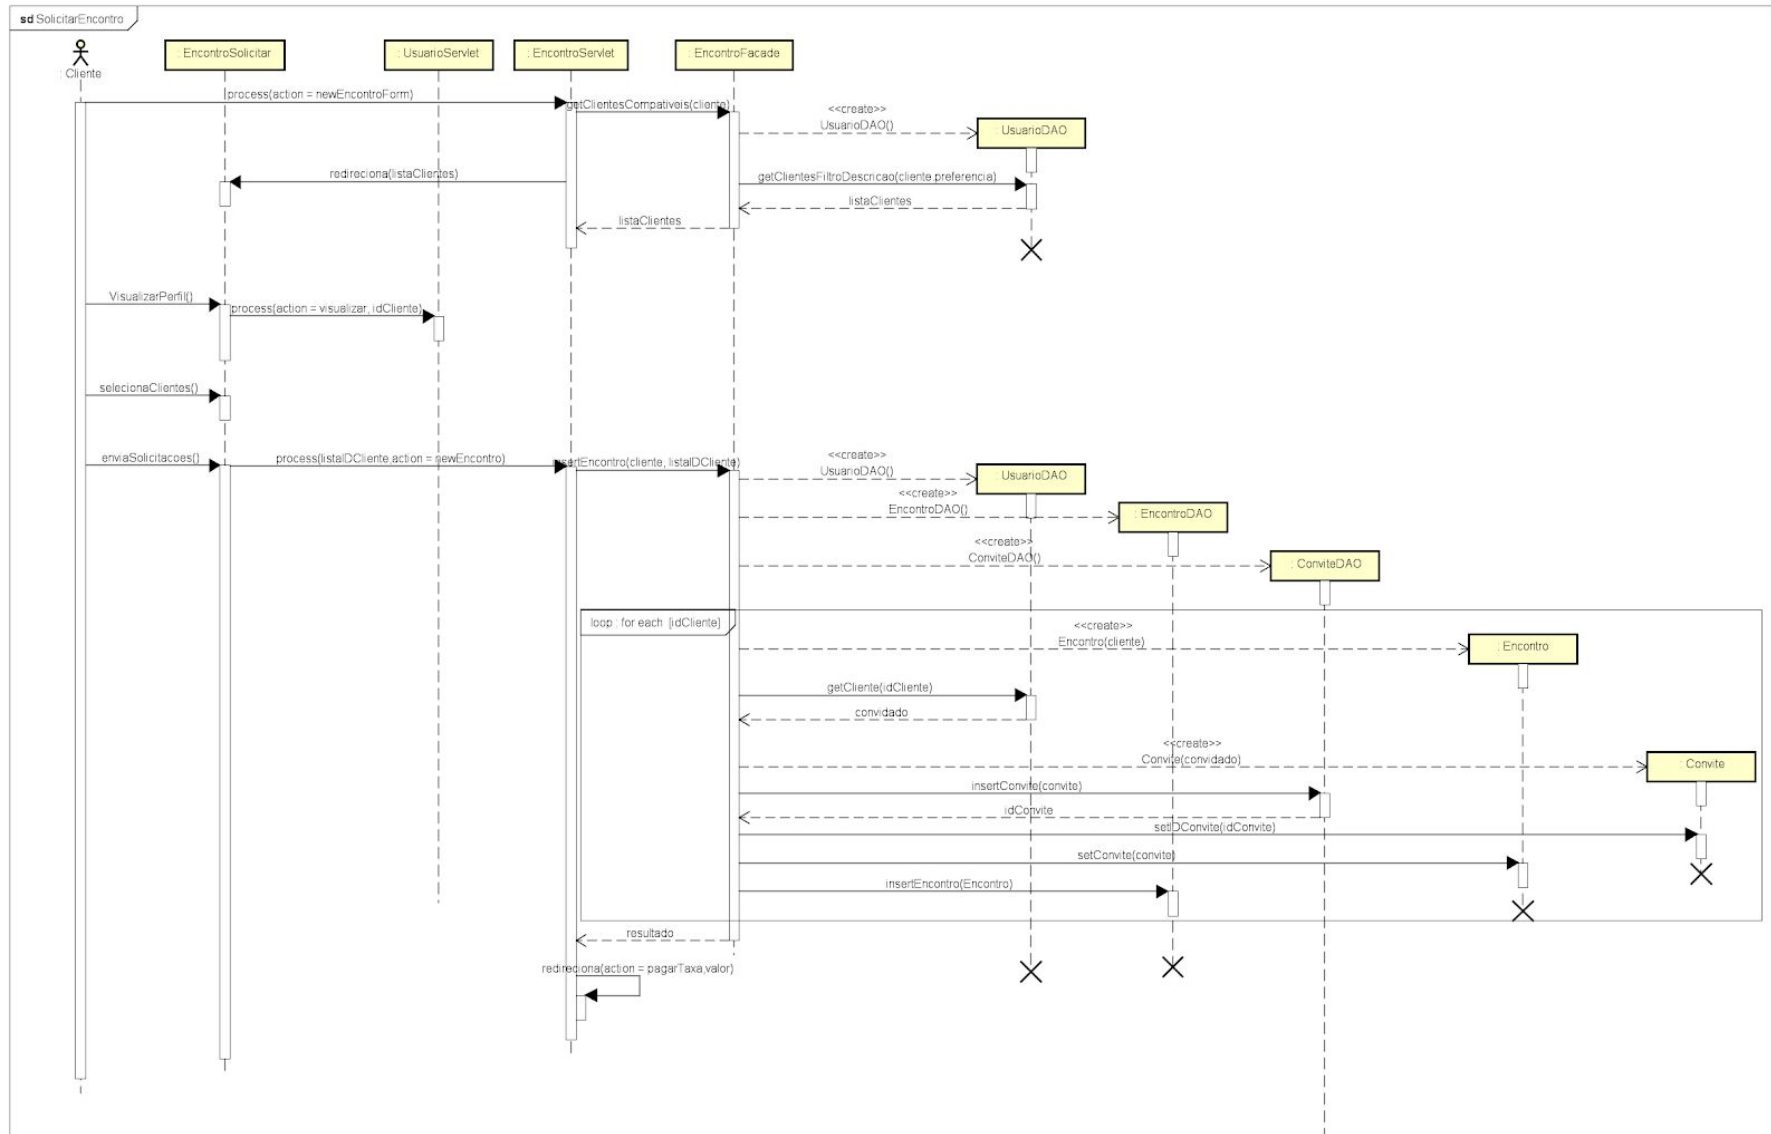 sd SolicitarEncontro
: Cliente
: EncontroSolicitar
: UsuarioServlet
: EncontroServlet
: EncontroFacade
process(action = newEncontroForm)
getClientesCompativeis(cliente)
<<create>>
UsuarioDAO()
: UsuarioDAO
redireciona(listaClientes)
getClientesFiltroDescricao(cliente.preferencia)
listaClientes
listaClientes
VisualizarPerfil()
process(action = visualizar, idCliente)
selecionaClientes()
enviaSolicitacoes()
process(listaIDCliente,action = newEncontro)
insertEncontro(cliente, listaIDCliente)
<<create>>
UsuarioDAO()
: UsuarioDAO
<<create>>
EncontroDAO()
: EncontroDAO
<<create>>
ConviteDAO()
: ConviteDAO
loop : for each [idCliente]
<<create>>
Encontro(cliente)
: Encontro
getCliente(idCliente)
convidado
<<create>>
Convite(convidado)
: Convite
insertConvite(convite)
idConvite
setIDConvite(idConvite)
setConvite(convite)
insertEncontro(Encontro)
resultado
redireciona(action = pagarTaxa,valor)